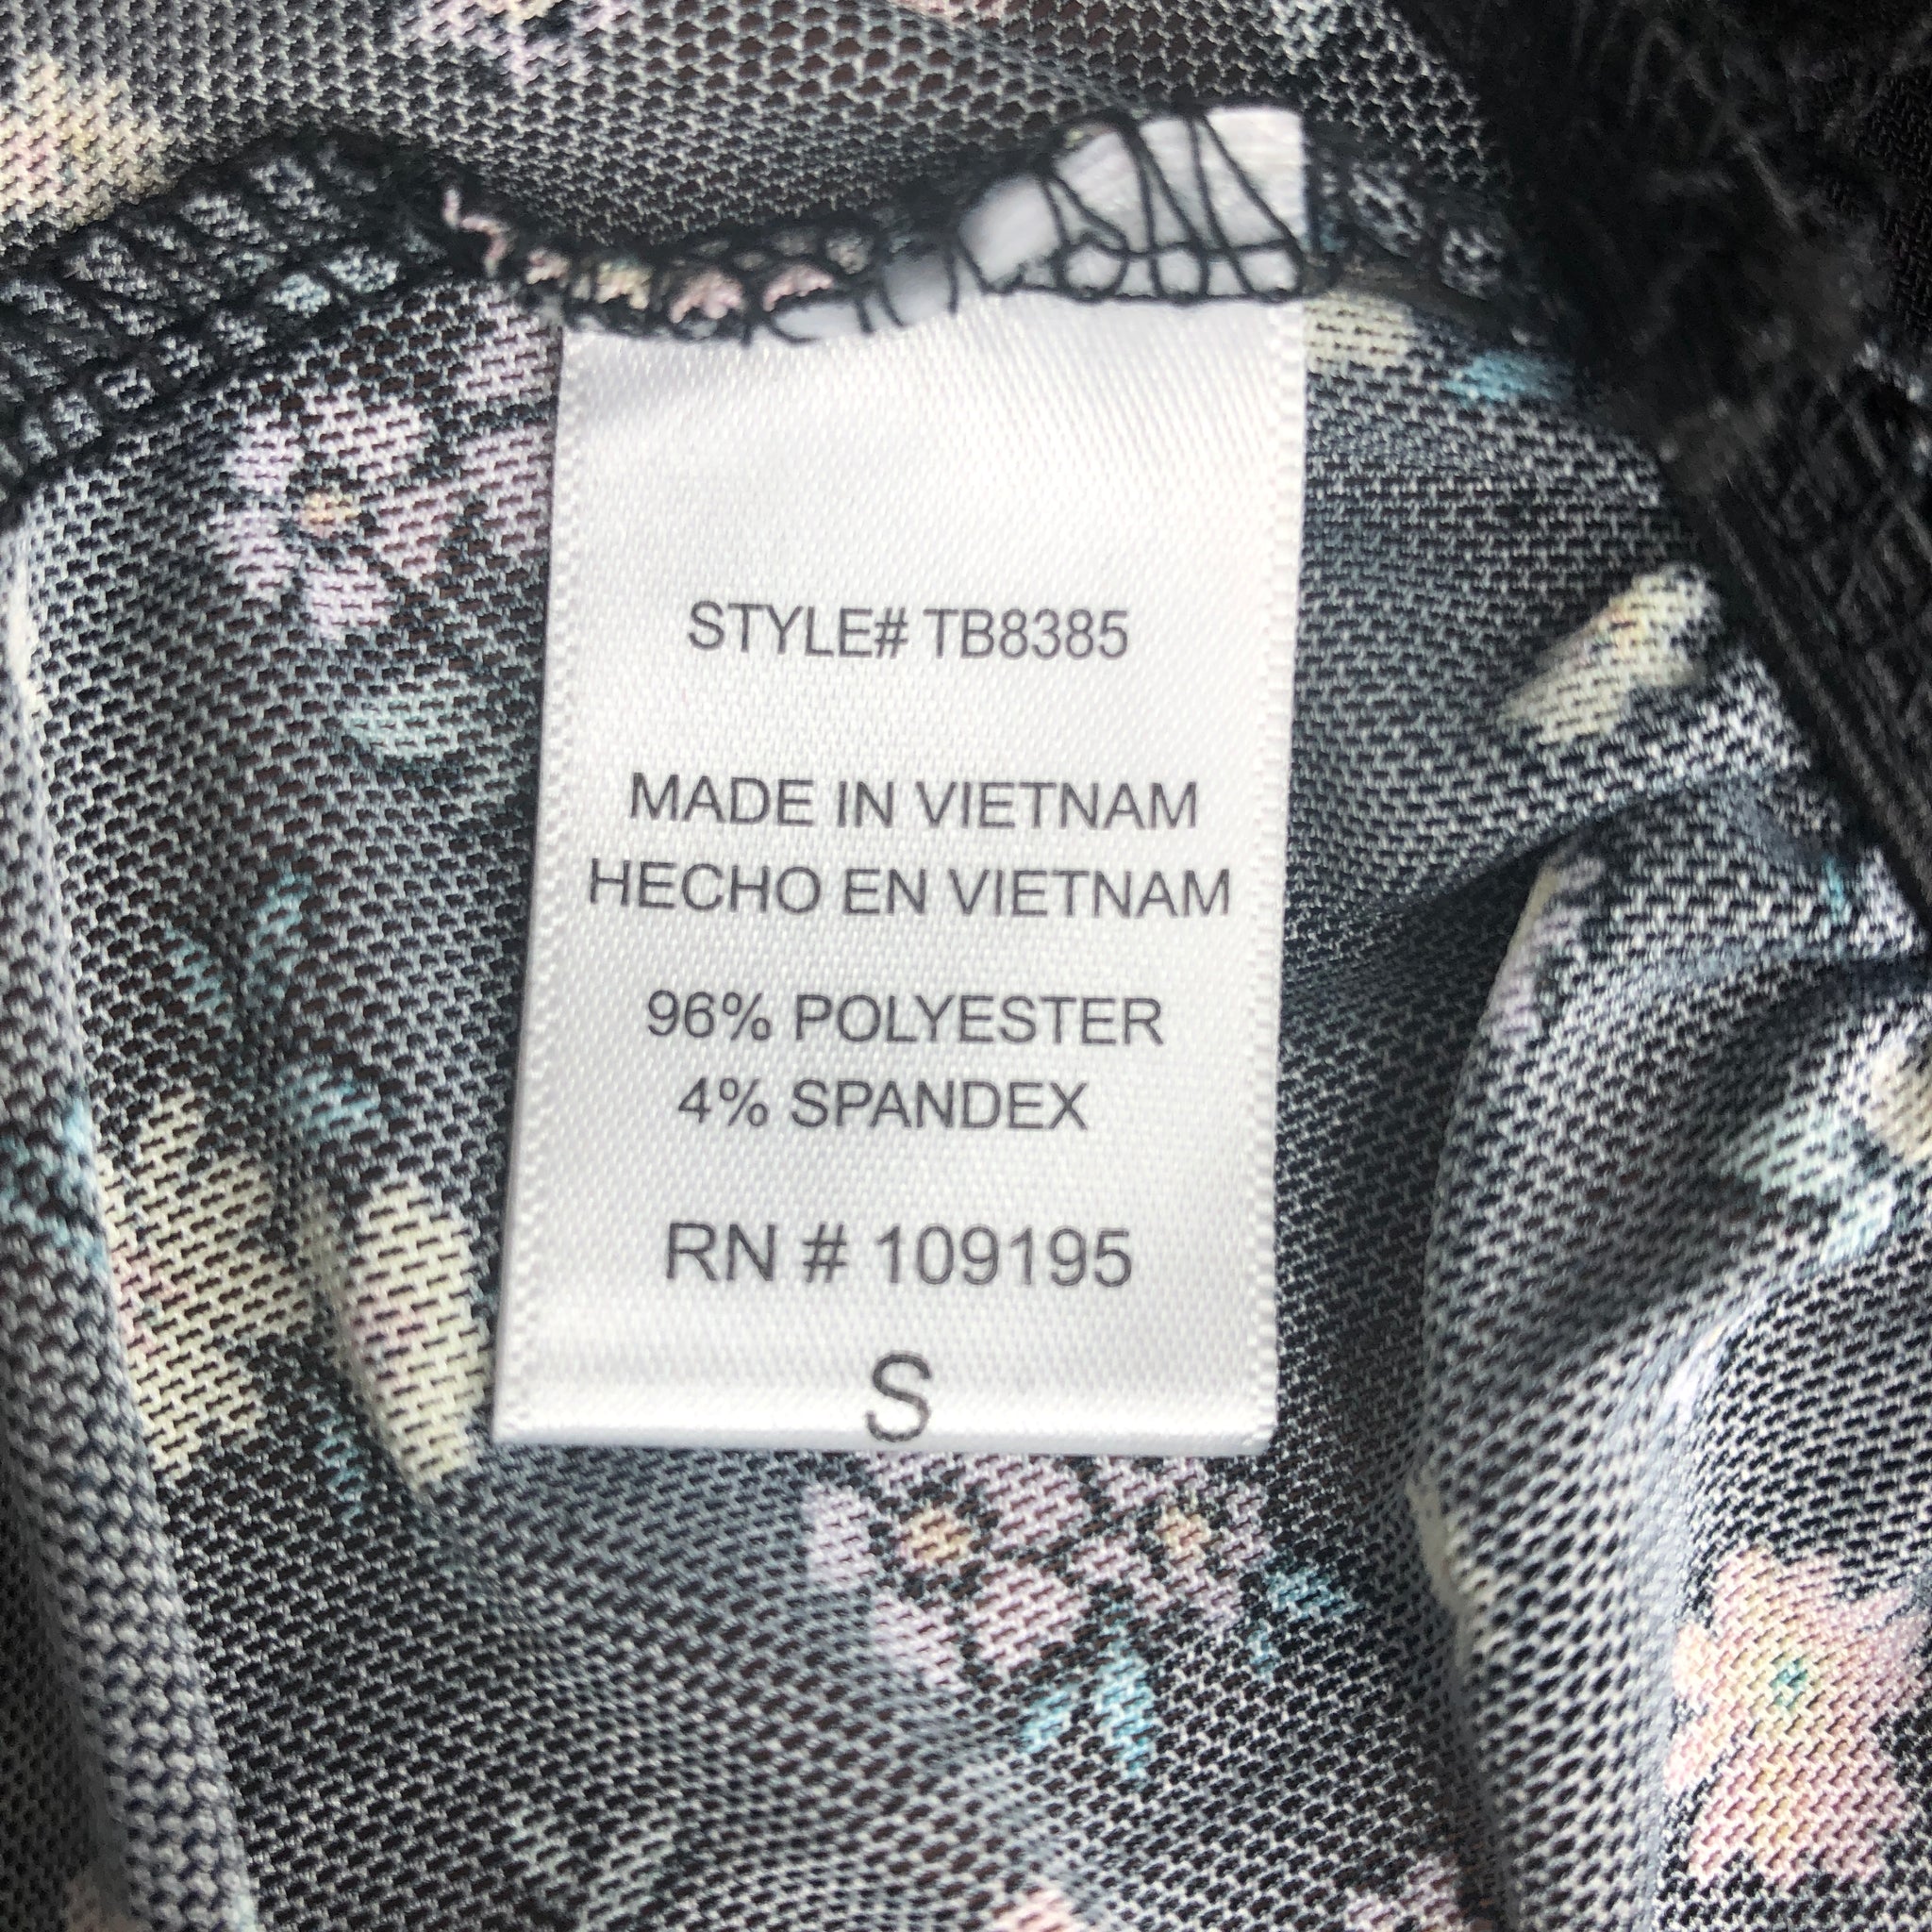 STYLE# TB8385
MADE IN VIETNAM
HECHO EN VIETNAM
96% POLYESTER
4% SPANDEX
RN # 109195
S